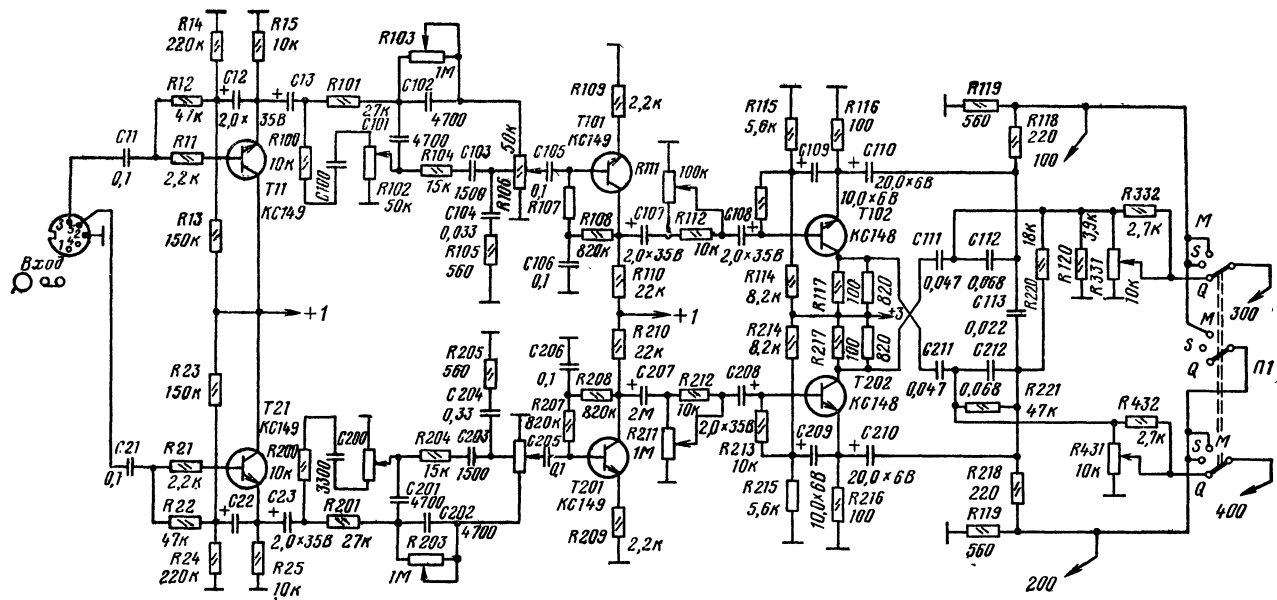 R14
220к
R15
10к
R12
47к
C12
+
2,0×
C13
+
35В
R101
27к
R103
1М
C102
4700
C101
4700
C11
0,1
R11
2,2к
R100
10к
C100
R102
50к
T11
КС149
R104
15к
C103
1500
50к
R106
C104
0,033
R105
560
C105
0,1
R107
R109
2,2к
T101
КС149
R108
820к
C106
0,1
C107
+
2,0×35В
R110
22к
R111
100к
R112
10к
C108
+
2,0×35В
R115
5,6к
R116
100
C109
+
10,0×6В
C110
+
20,0×6В
T102
КС148
R114
8,2к
R117
100
820
+3
R119
560
R118
220
100
C111
0,047
C112
0,068
C113
0,022
18к
R220
R120
3,9к
R331
10к
R332
2,7к
M
S
Q
300
3
2
1
Вход
R13
150к
+1
+1
R23
150к
R210
22к
R214
8,2к
R217
100
820
C211
0,047
C212
0,068
R221
47к
M
S
Q
П1
R205
560
C204
0,33
C206
0,1
R208
820к
R207
820к
C207
+
2М
R212
10к
C208
+
2,0×35В
R211
1М
T202
КС148
R213
10к
C209
+
10,0×6В
C210
+
20,0×6В
R215
5,6к
R216
100
R218
220
R119
560
200
R432
2,7к
R431
10к
M
S
Q
400
T21
КС149
C21
0,1
R21
2,2к
R22
47к
C22
+
R24
220к
R25
10к
R200
10к
C200
3300
C23
+
2,0×35В
R201
27к
R204
15к
C203
1500
C201
4700
C202
4700
R203
1М
C205
0,1
T201
КС149
R209
2,2к